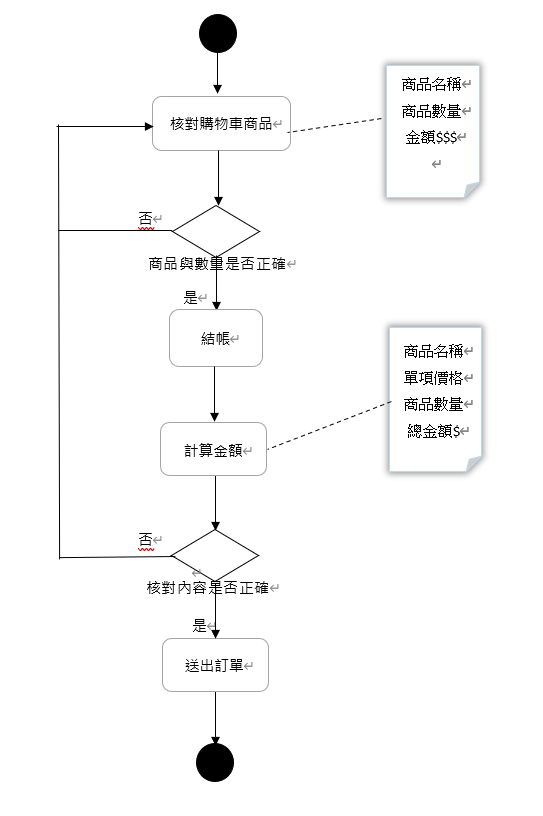 商品名稱
商品數量
金額$$$
核對購物車商品
否
商品與數量是否正確
是
結帳
商品名稱
單項價格
商品數量
總金額$
計算金額
否
核對內容是否正確
是
送出訂單